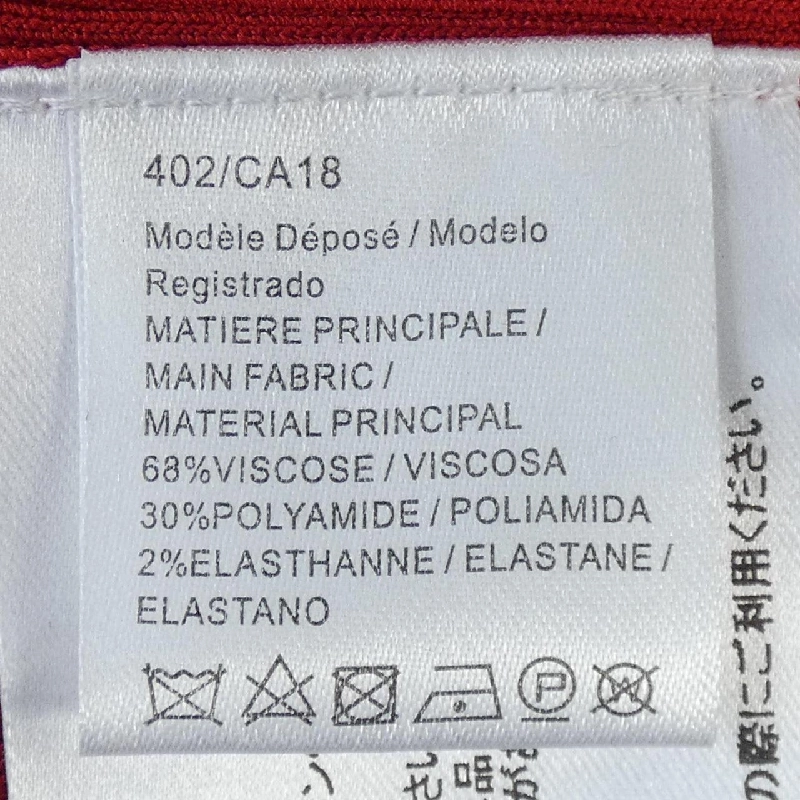 402/CA18
Modèle Déposé / Modelo
Registrado
MATIERE PRINCIPALE /
MAIN FABRIC /
MATERIAL PRINCIPAL
68%VISCOSE / VISCOSA
30%POLYAMIDE / POLIAMIDA
2%ELASTHANNE / ELASTANE /
ELASTANO
P
W
の際にご利用ください。
品